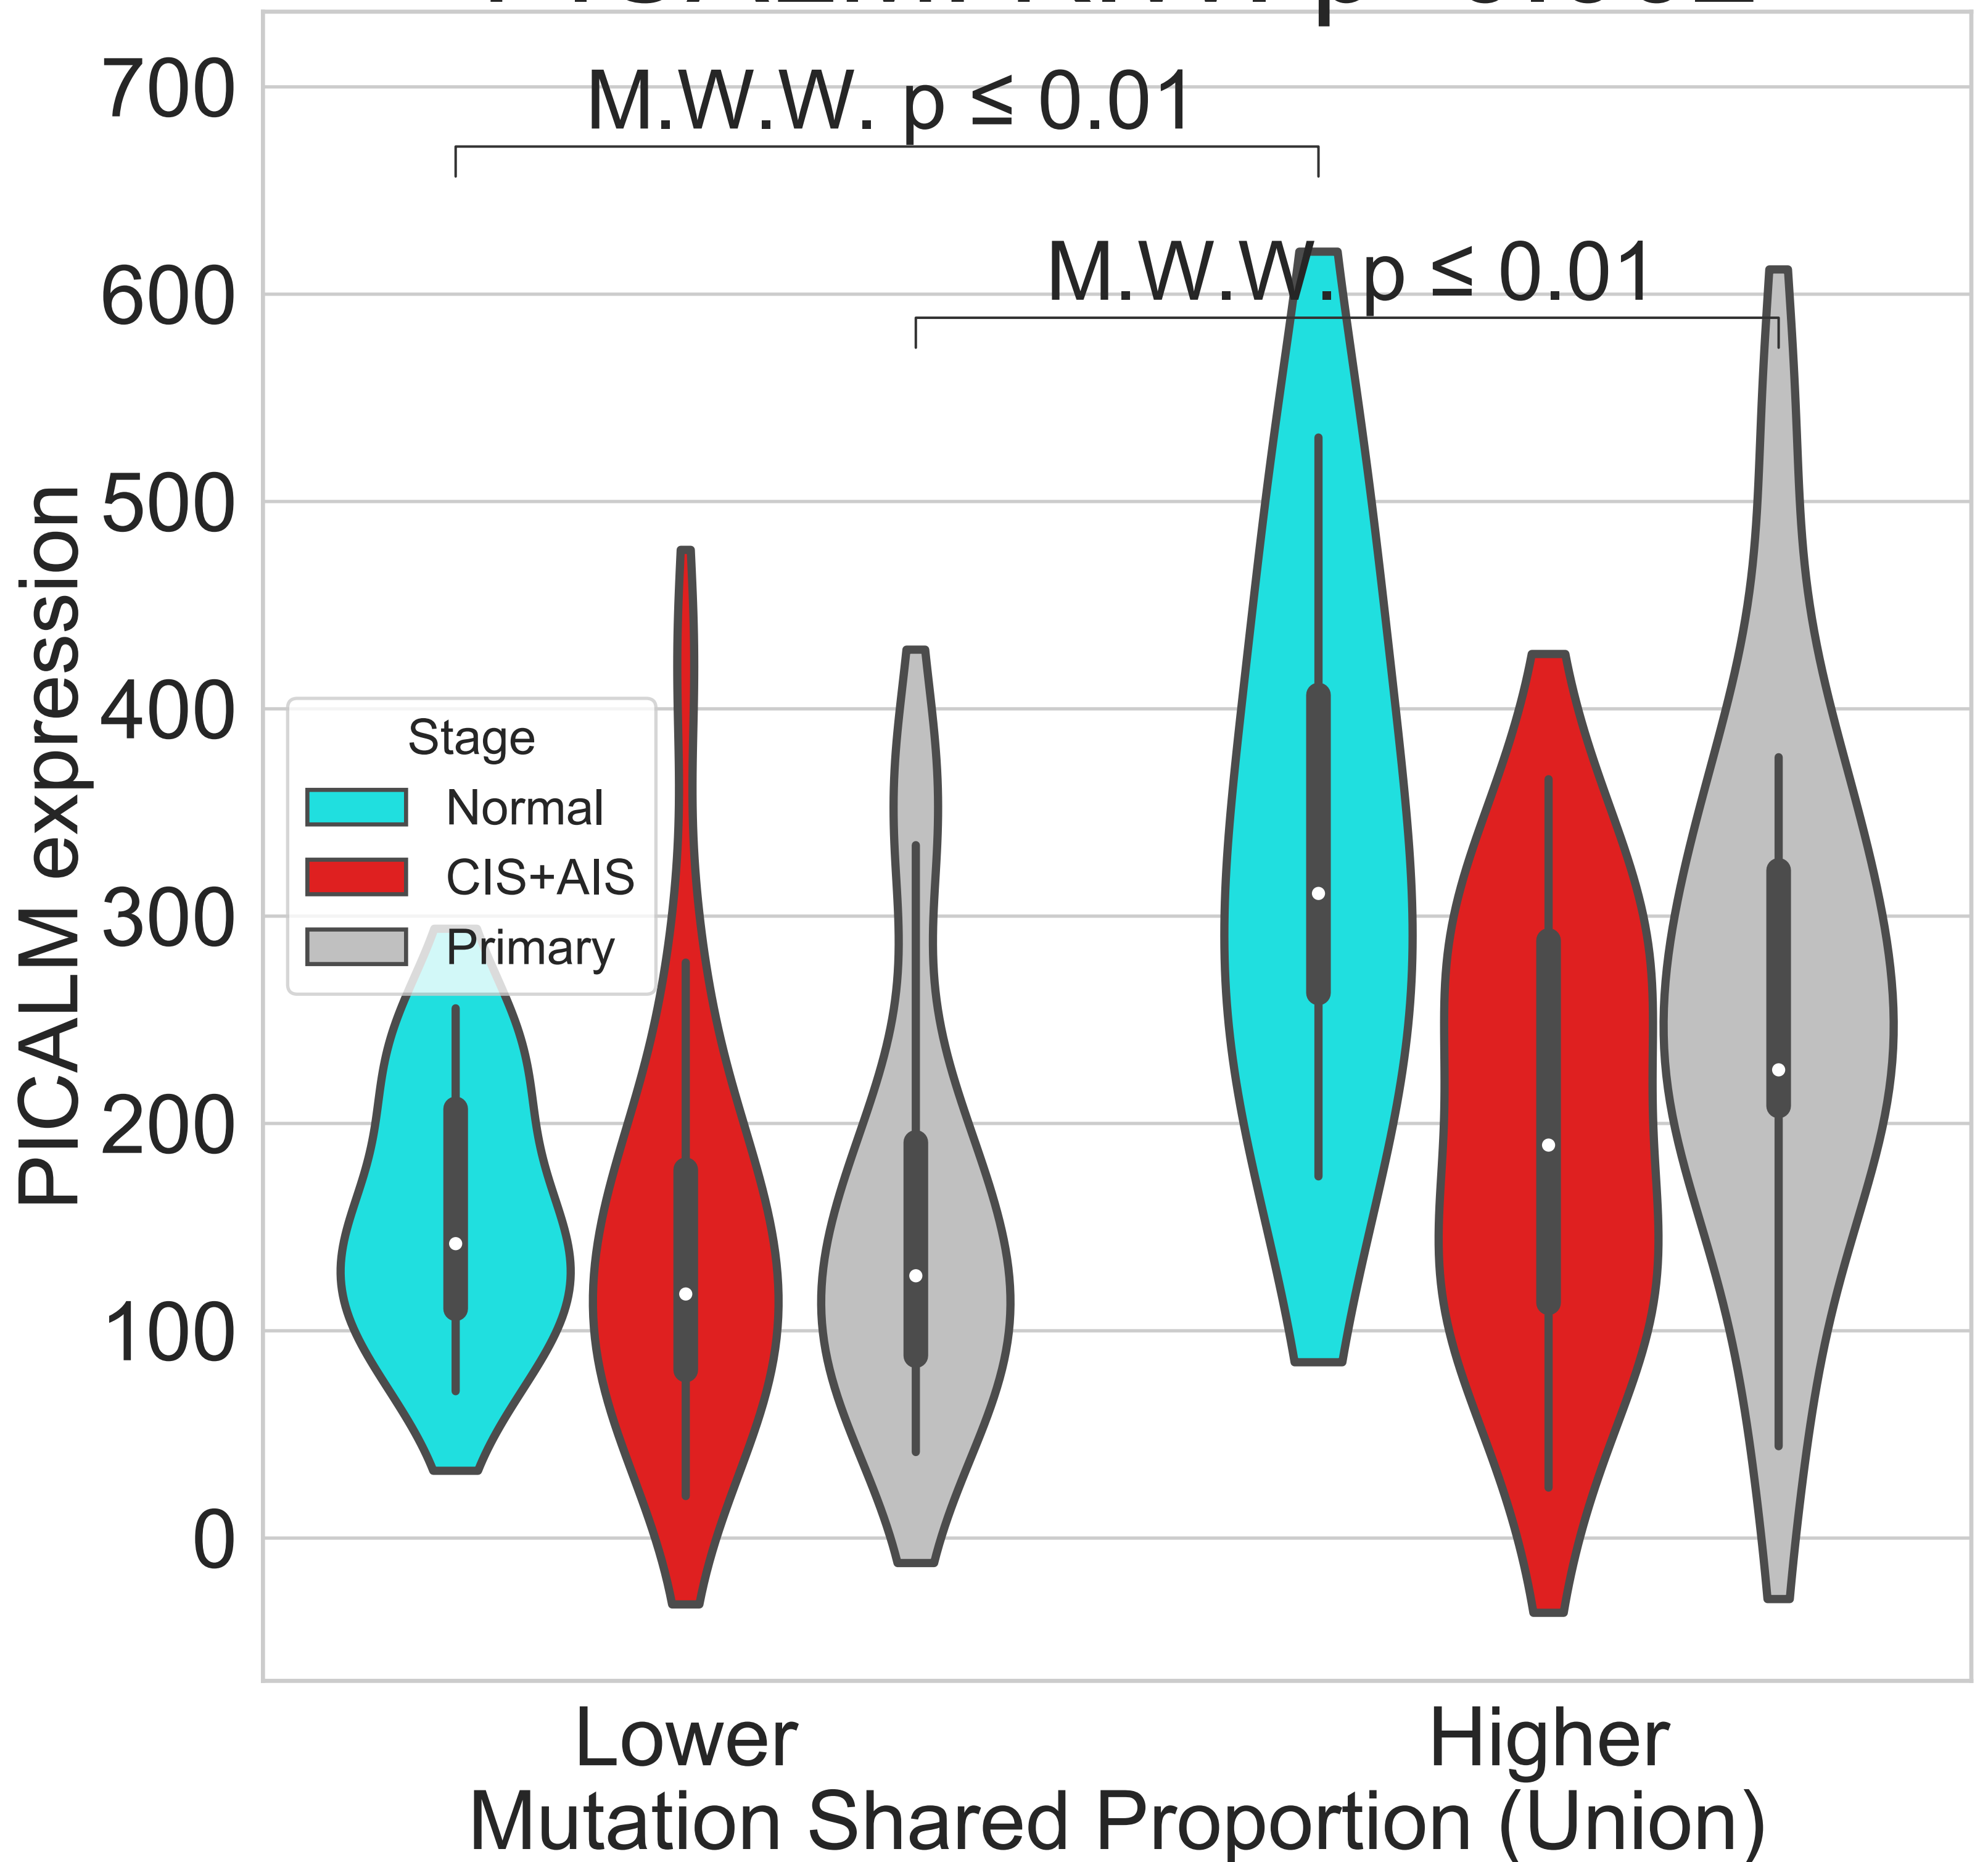 M.W.W. p ≤ 0.01
M.W.W. p ≤ 0.01
700
600
500
400
300
200
100
0
PICALM expression
Stage
Normal
CIS+AIS
Primary
Lower
Higher
Mutation Shared Proportion (Union)